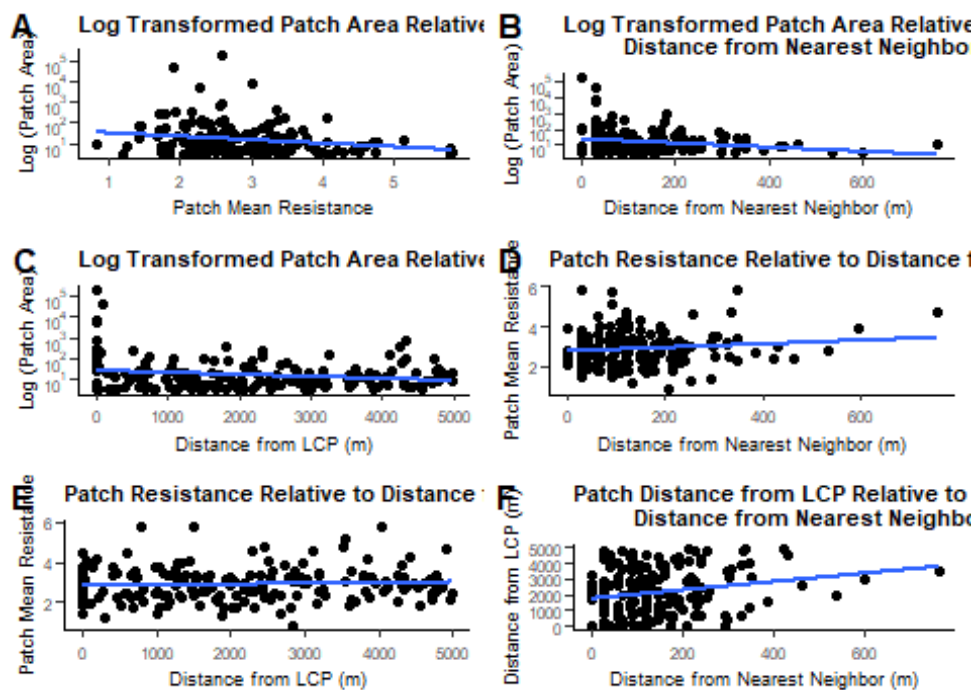 A Log Transformed Patch Area Relative
Log (Patch Area)
10^5
10^4
10^3
10^2
10^1
1 2 3 4 5
Patch Mean Resistance
B Log Transformed Patch Area Relative
Distance from Nearest Neighbor
Log (Patch Area)
10^5
10^4
10^3
10^2
10^1
0 200 400 600
Distance from Nearest Neighbor (m)
C Log Transformed Patch Area Relative
Log (Patch Area)
10^5
10^4
10^3
10^2
10^1
0 1000 2000 3000 4000 5000
Distance from LCP (m)
D Patch Resistance Relative to Distance f
Patch Mean Resistance
6
4
2
0 200 400 600
Distance from Nearest Neighbor (m)
E Patch Resistance Relative to Distance
Patch Mean Resistance
6
4
2
0 1000 2000 3000 4000 5000
Distance from LCP (m)
F Patch Distance from LCP Relative to
Distance from Nearest Neighbo
Distance from LCP (m)
5000
4000
3000
2000
1000
0
0 200 400 600
Distance from Nearest Neighbor (m)